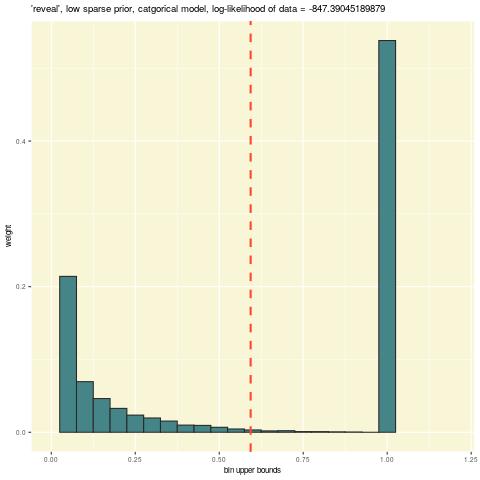 'reveal', low sparse prior, catgorical model, log-likelihood of data = -847.39045189879
0.4
0.2
0.0
weight
0.00 0.25 0.50 0.75 1.00 1.25
bin upper bounds